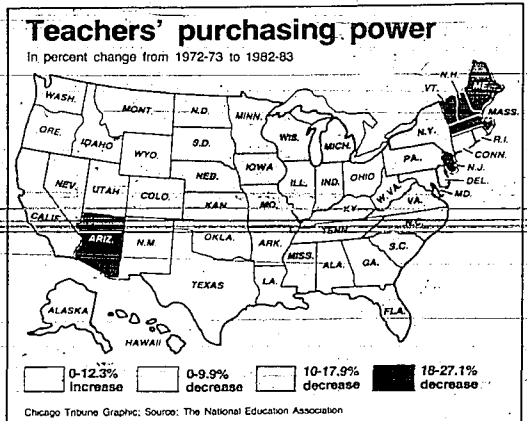 Teachers' purchasing power
In percent change from 1972-73 to 1982-83
WASH.
MONT.
N.D.
MINN.
VT.
N.H.
ME.
MASS.
ORE.
IDAHO
WYO.
S.D.
WIS.
MICH.
N.Y.
R.I.
CONN.
NEV.
UTAH
COLO.
NEB.
IOWA
ILL.
IND.
OHIO
PA.
N.J.
DEL.
MD.
W. VA.
VA.
CALIF.
KAN.
MO.
KY.
N.C.
TENN.
ARIZ.
N.M.
OKLA.
ARK.
S.C.
MISS.
ALA.
GA.
TEXAS
LA.
FLA.
ALASKA
HAWAII
0-12.3% increase
0-9.9% decrease
10-17.9% decrease
18-27.1% decrease
Chicago Tribune Graphic; Source: The National Education Association